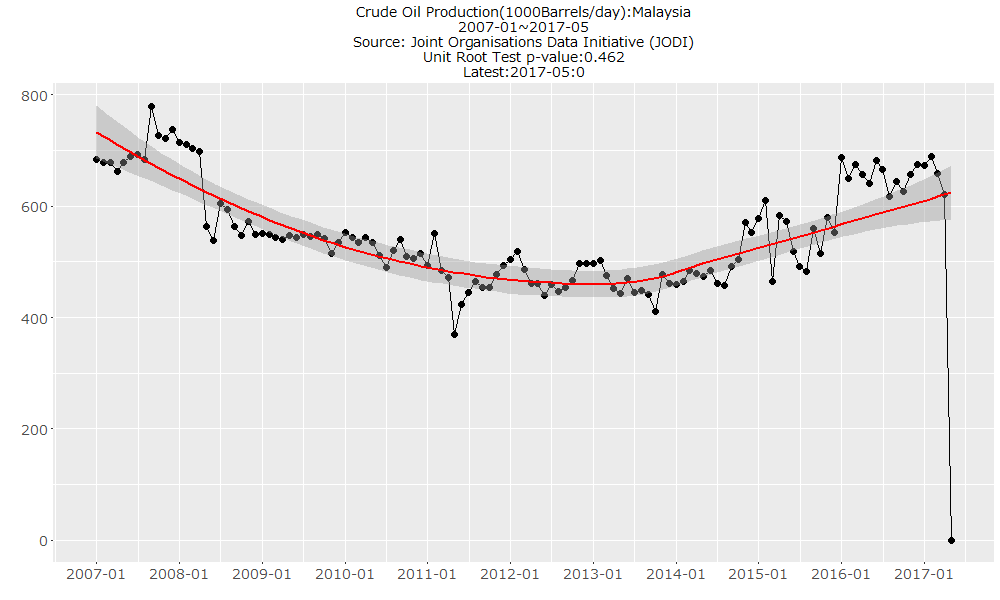 Crude Oil Production(1000Barrels/day):Malaysia
2007-01~2017-05
Source: Joint Organisations Data Initiative (JODI)
Unit Root Test p-value:0.462
Latest:2017-05:0
800
600
400
200
0
2007-01 2008-01 2009-01 2010-01 2011-01 2012-01 2013-01 2014-01 2015-01 2016-01 2017-01